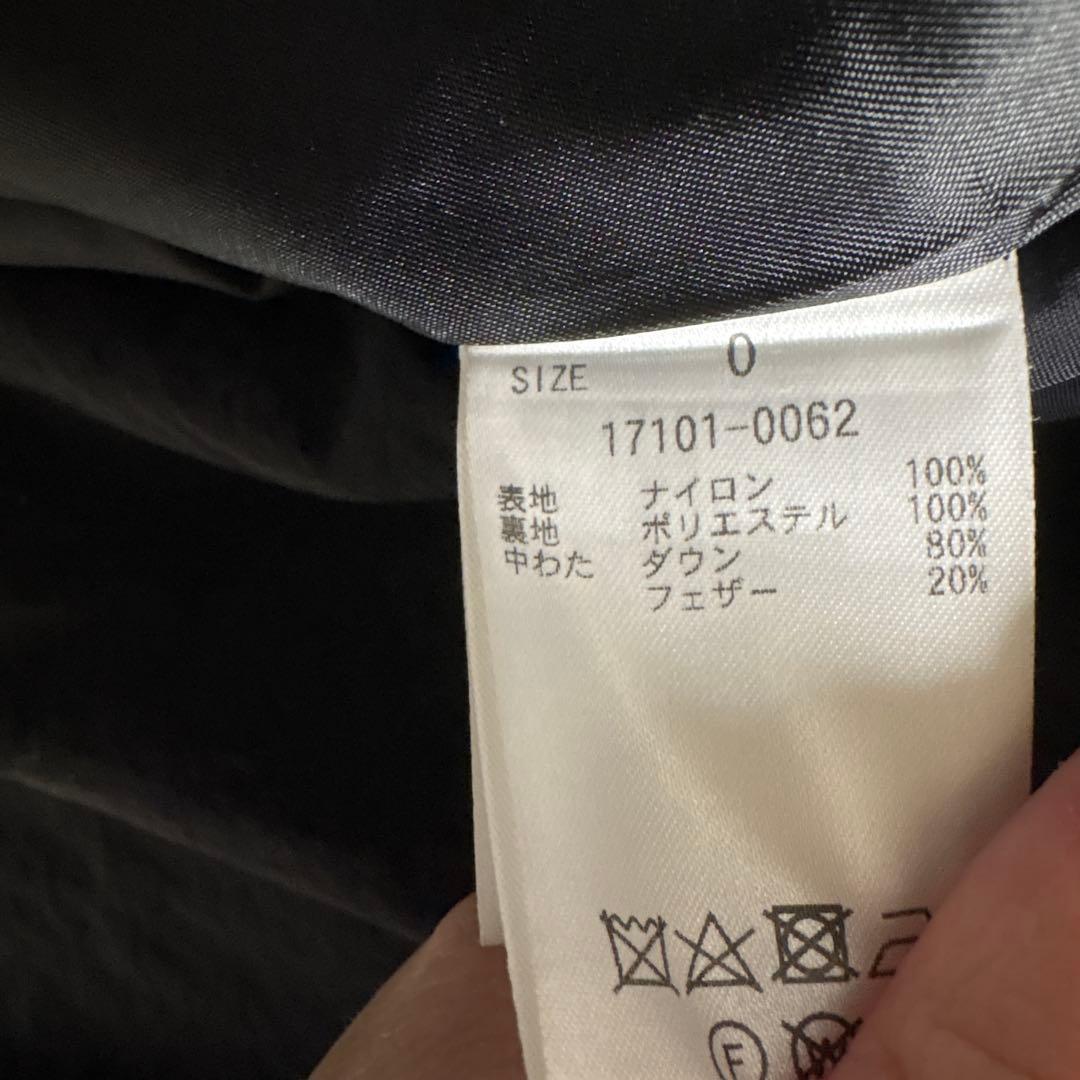 SIZE 0
17101-0062
表地 ナイロン 100%
裏地 ポリエステル 100%
中わた ダウン 80%
フェザー 20%
F W